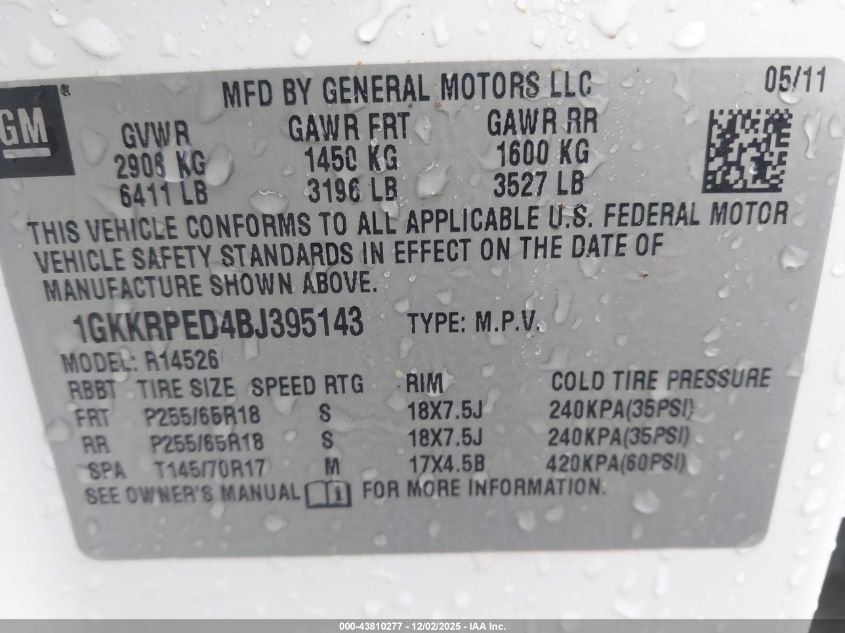 GM® MFD BY GENERAL MOTORS LLC 05/11
GVWR GAWR FRT GAWR RR
2908 KG 1450 KG 1600 KG
6411 LB 3196 LB 3527 LB
THIS VEHICLE CONFORMS TO ALL APPLICABLE U.S. FEDERAL MOTOR
VEHICLE SAFETY STANDARDS IN EFFECT ON THE DATE OF
MANUFACTURE SHOWN ABOVE.
1GKKRPED4BJ395143 TYPE: M.P.V.
MODEL: R14526
RBBT TIRE SIZE SPEED RTG RIM COLD TIRE PRESSURE
FRT P255/65R18 S 18X7.5J 240KPA(35PSI)
RR P255/65R18 S 18X7.5J 240KPA(35PSI)
SPA T145/70R17 M 17X4.5B 420KPA(60PSI)
SEE OWNER'S MANUAL FOR MORE INFORMATION.
000-43810277 - 12/02/2025 - IAA Inc.